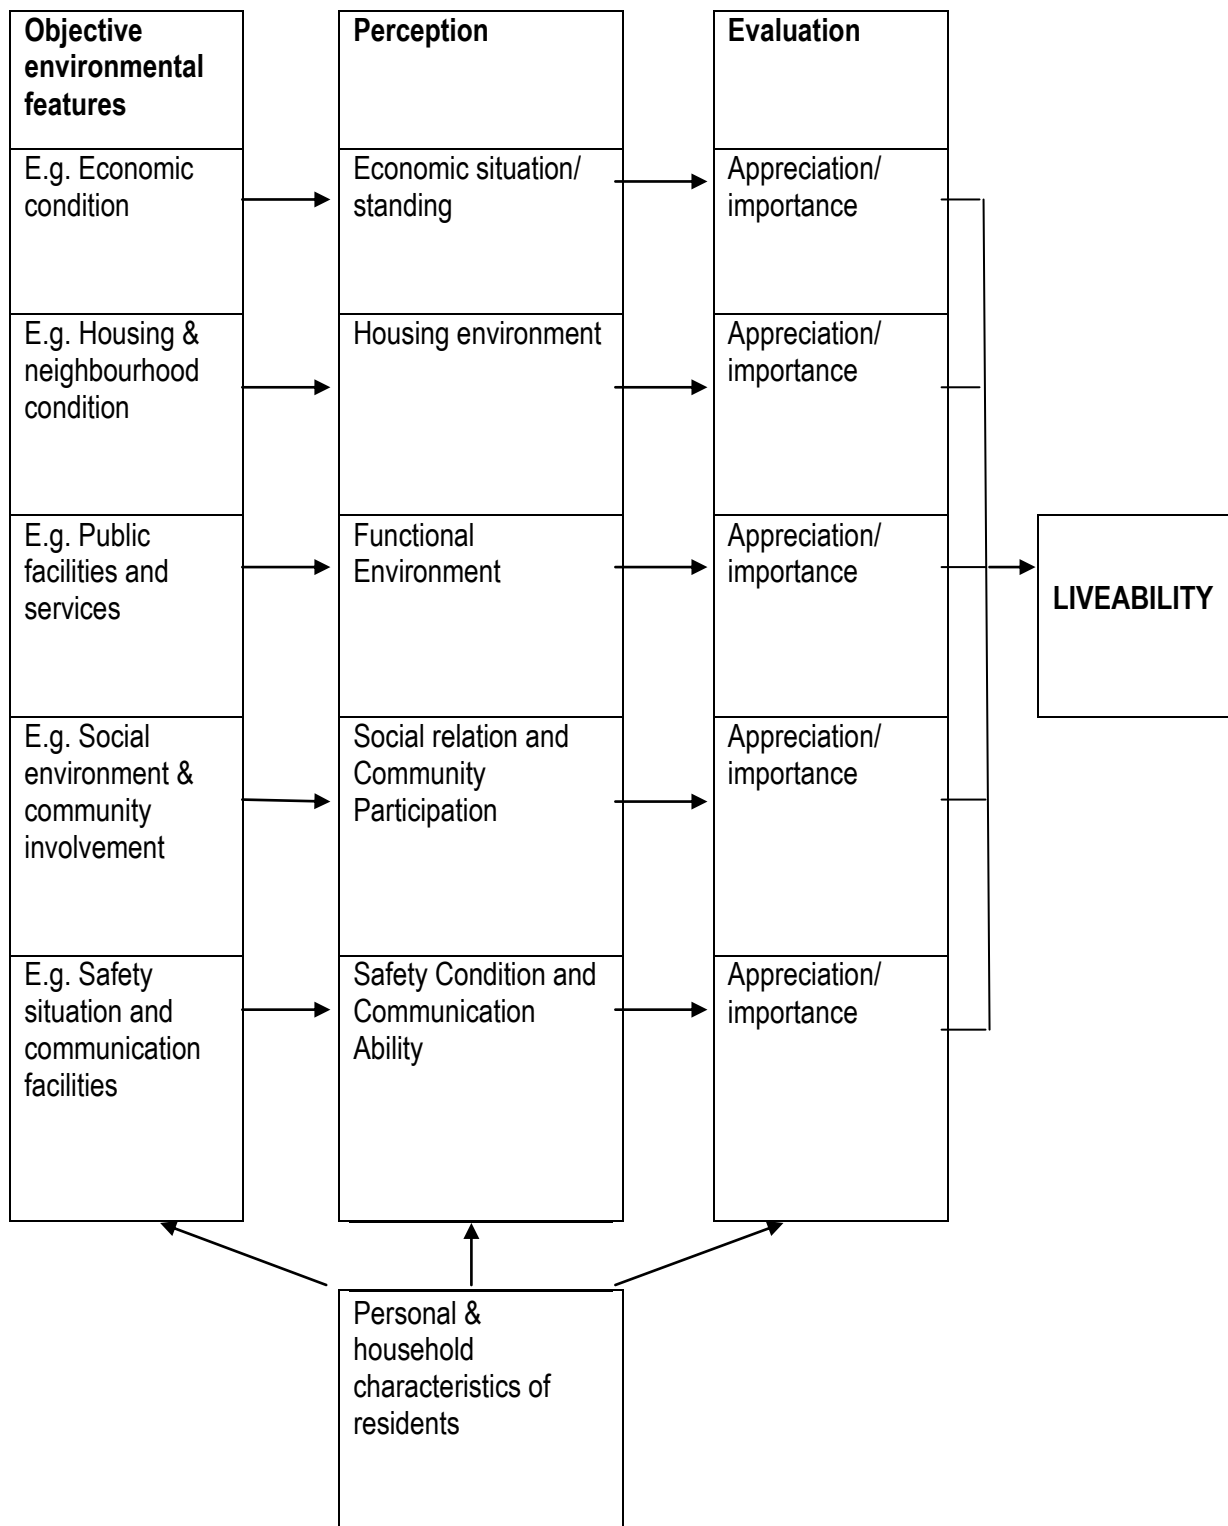 Objective
environmental
features
Perception
Evaluation
E.g. Economic
condition
Economic situation/
standing
Appreciation/
importance
E.g. Housing &
neighbourhood
condition
Housing environment
Appreciation/
importance
E.g. Public
facilities and
services
Functional
Environment
Appreciation/
importance
LIVEABILITY
E.g. Social
environment &
community
involvement
Social relation and
Community
Participation
Appreciation/
importance
E.g. Safety
situation and
communication
facilities
Safety Condition and
Communication
Ability
Appreciation/
importance
Personal &
household
characteristics of
residents